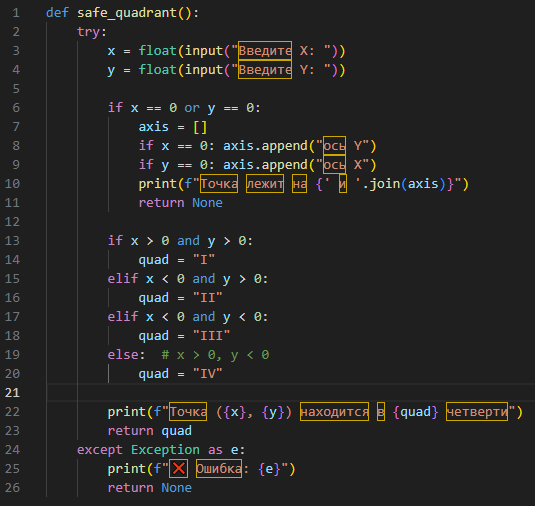 1 def safe_quadrant():
2     try:
3         x = float(input("Введите X: "))
4         y = float(input("Введите Y: "))
5
6         if x == 0 or y == 0:
7             axis = []
8             if x == 0: axis.append("ось Y")
9             if y == 0: axis.append("ось X")
10             print(f"Точка лежит на {' и '.join(axis)}")
11             return None
12
13         if x > 0 and y > 0:
14             quad = "I"
15         elif x < 0 and y > 0:
16             quad = "II"
17         elif x < 0 and y < 0:
18             quad = "III"
19         else:  # x > 0, y < 0
20             quad = "IV"
21
22         print(f"Точка ({x}, {y}) находится в {quad} четверти")
23         return quad
24     except Exception as e:
25         print(f"❌ Ошибка: {e}")
26         return None